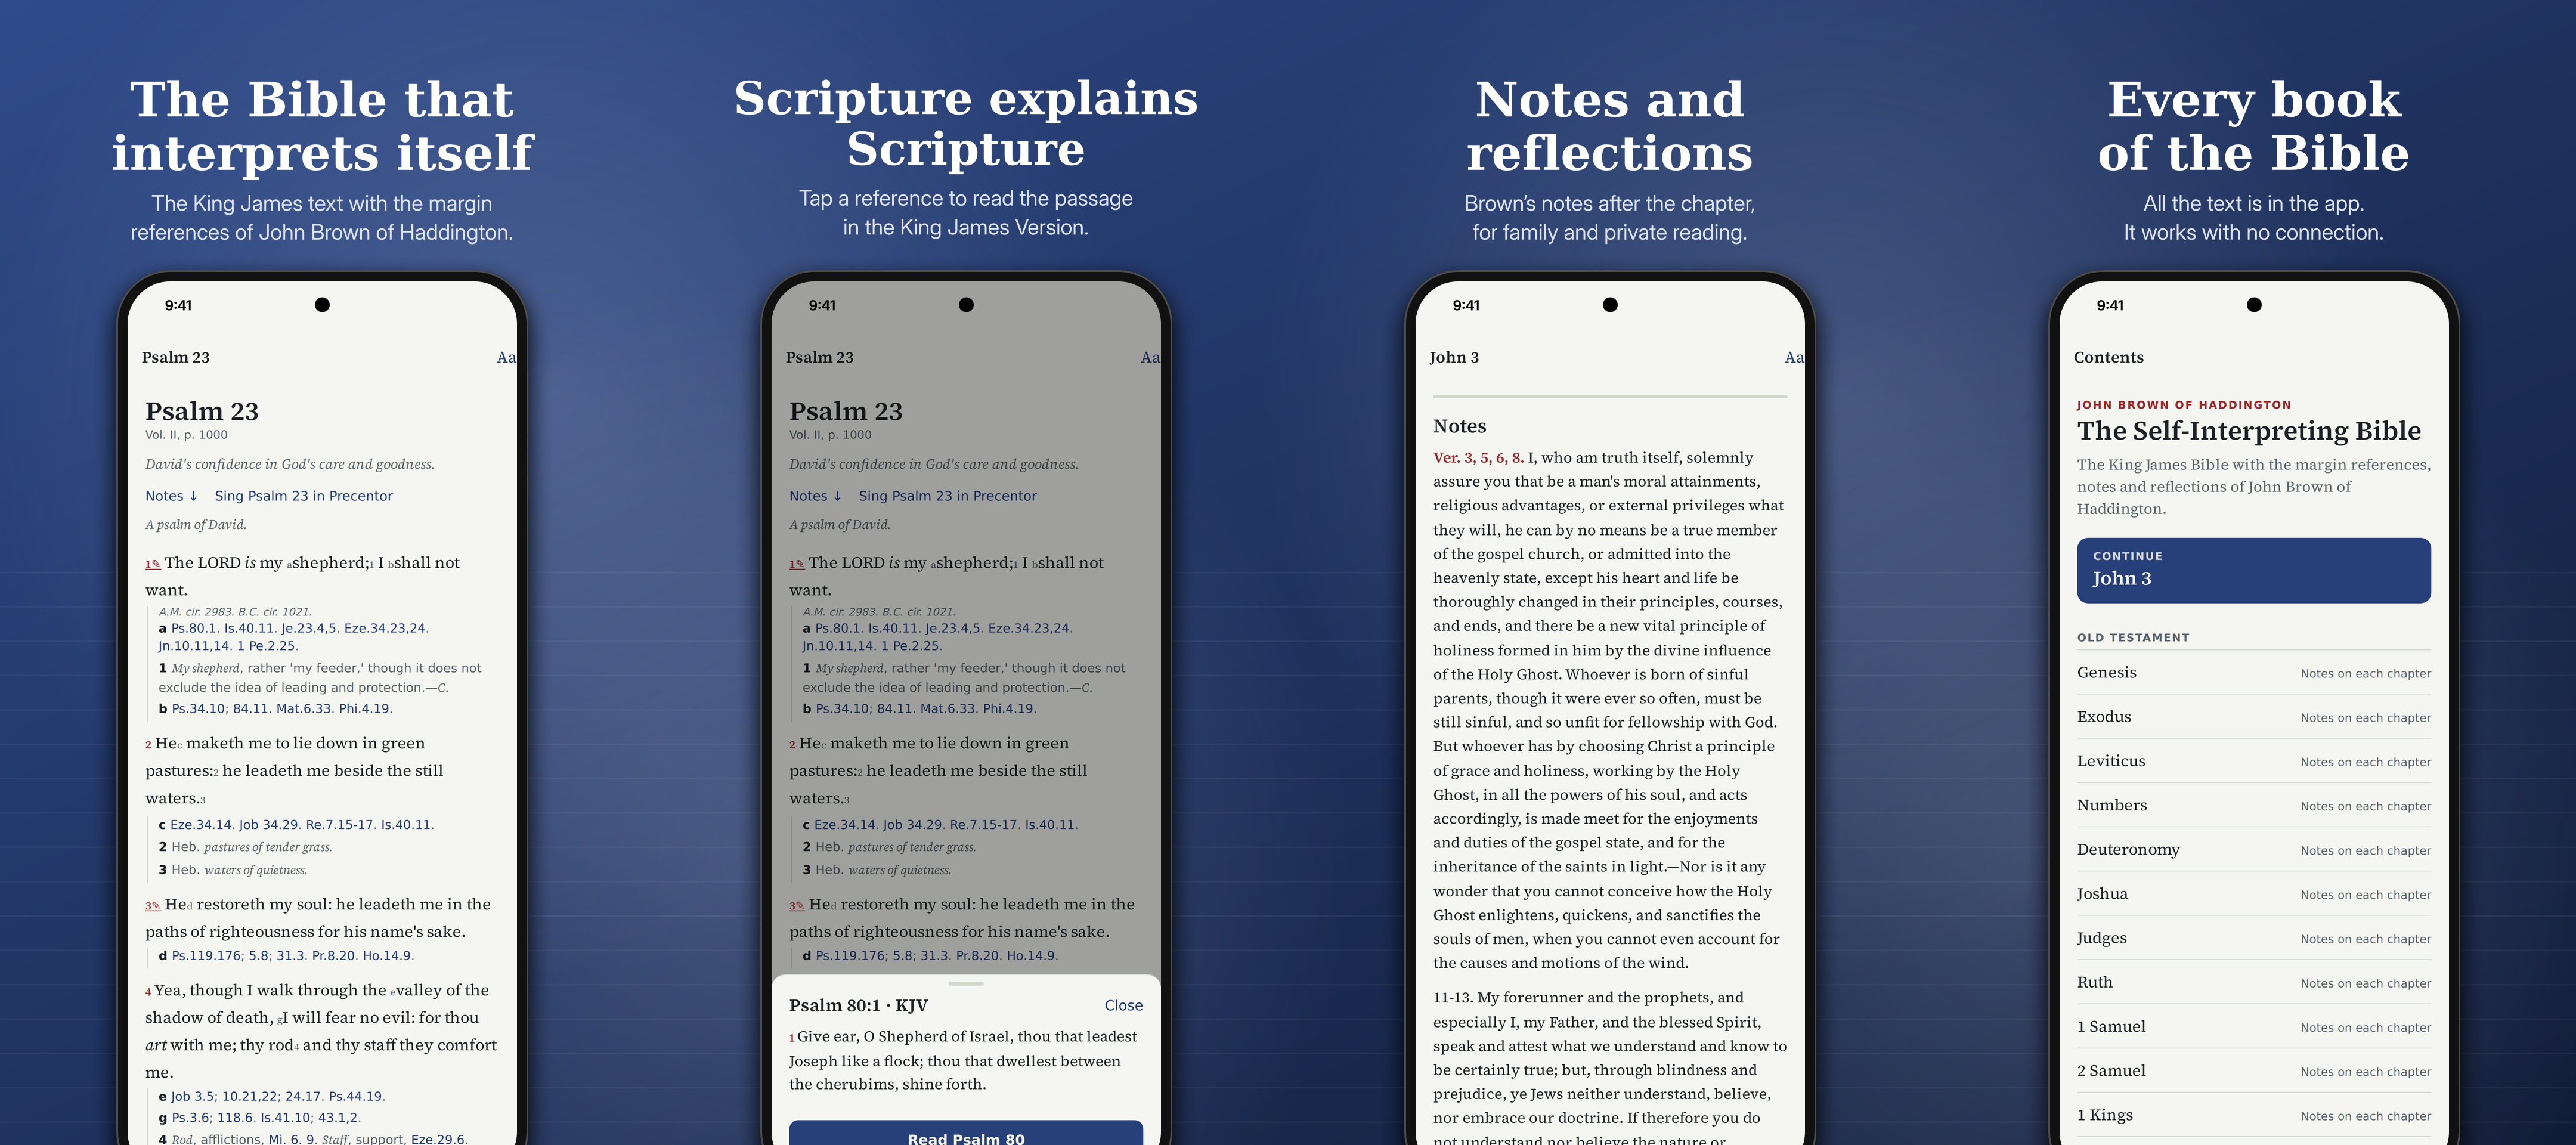 The Bible that
interprets itself
The King James text with the margin
references of John Brown of Haddington.
9:41
Psalm 23
Aa
Psalm 23
Vol. II, p. 1000
David's confidence in God's care and goodness.
Notes ↓ Sing Psalm 23 in Precentor
A psalm of David.
1✎ The LORD is my ashepherd;1 I bshall not
want.
A.M. cir. 2983. B.C. cir. 1021.
a Ps.80.1. Is.40.11. Je.23.4,5. Eze.34.23,24.
Jn.10.11,14. 1 Pe.2.25.
1 My shepherd, rather 'my feeder,' though it does not
exclude the idea of leading and protection.—C.
b Ps.34.10; 84.11. Mat.6.33. Phi.4.19.
2 Hec maketh me to lie down in green
pastures:2 he leadeth me beside the still
waters.3
c Eze.34.14. Job 34.29. Re.7.15-17. Is.40.11.
2 Heb. pastures of tender grass.
3 Heb. waters of quietness.
3✎ Hed restoreth my soul: he leadeth me in the
paths of righteousness for his name's sake.
d Ps.119.176; 5.8; 31.3. Pr.8.20. Ho.14.9.
4 Yea, though I walk through the evalley of the
shadow of death, gI will fear no evil: for thou
art with me; thy rod4 and thy staff they comfort
me.
e Job 3.5; 10.21,22; 24.17. Ps.44.19.
g Ps.3.6; 118.6. Is.41.10; 43.1,2.
4 Rod, afflictions, Mi. 6. 9. Staff, support, Eze.29.6.
Scripture explains
Scripture
Tap a reference to read the passage
in the King James Version.
9:41
Psalm 23
Aa
Psalm 23
Vol. II, p. 1000
David's confidence in God's care and goodness.
Notes ↓ Sing Psalm 23 in Precentor
A psalm of David.
1✎ The LORD is my ashepherd;1 I bshall not
want.
A.M. cir. 2983. B.C. cir. 1021.
a Ps.80.1. Is.40.11. Je.23.4,5. Eze.34.23,24.
Jn.10.11,14. 1 Pe.2.25.
1 My shepherd, rather 'my feeder,' though it does not
exclude the idea of leading and protection.—C.
b Ps.34.10; 84.11. Mat.6.33. Phi.4.19.
2 Hec maketh me to lie down in green
pastures:2 he leadeth me beside the still
waters.3
c Eze.34.14. Job 34.29. Re.7.15-17. Is.40.11.
2 Heb. pastures of tender grass.
3 Heb. waters of quietness.
3✎ Hed restoreth my soul: he leadeth me in the
paths of righteousness for his name's sake.
d Ps.119.176; 5.8; 31.3. Pr.8.20. Ho.14.9.
Psalm 80:1 · KJV
Close
1 Give ear, O Shepherd of Israel, thou that leadest
Joseph like a flock; thou that dwellest between
the cherubims, shine forth.
Read Psalm 80
Notes and
reflections
Brown’s notes after the chapter,
for family and private reading.
9:41
John 3
Aa
Notes
Ver. 3, 5, 6, 8. I, who am truth itself, solemnly
assure you that be a man's moral attainments,
religious advantages, or external privileges what
they will, he can by no means be a true member
of the gospel church, or admitted into the
heavenly state, except his heart and life be
thoroughly changed in their principles, courses,
and ends, and there be a new vital principle of
holiness formed in him by the divine influence
of the Holy Ghost. Whoever is born of sinful
parents, though it were ever so often, must be
still sinful, and so unfit for fellowship with God.
But whoever has by choosing Christ a principle
of grace and holiness, working by the Holy
Ghost, in all the powers of his soul, and acts
accordingly, is made meet for the enjoyments
and duties of the gospel state, and for the
inheritance of the saints in light.—Nor is it any
wonder that you cannot conceive how the Holy
Ghost enlightens, quickens, and sanctifies the
souls of men, when you cannot even account for
the causes and motions of the wind.
11-13. My forerunner and the prophets, and
especially I, my Father, and the blessed Spirit,
speak and attest what we understand and know to
be certainly true; but, through blindness and
prejudice, ye Jews neither understand, believe,
nor embrace our doctrine. If therefore you do
not understand nor believe the nature or
Every book
of the Bible
All the text is in the app.
It works with no connection.
9:41
Contents
JOHN BROWN OF HADDINGTON
The Self-Interpreting Bible
The King James Bible with the margin references,
notes and reflections of John Brown of
Haddington.
CONTINUE
John 3
OLD TESTAMENT
Genesis Notes on each chapter
Exodus Notes on each chapter
Leviticus Notes on each chapter
Numbers Notes on each chapter
Deuteronomy Notes on each chapter
Joshua Notes on each chapter
Judges Notes on each chapter
Ruth Notes on each chapter
1 Samuel Notes on each chapter
2 Samuel Notes on each chapter
1 Kings Notes on each chapter